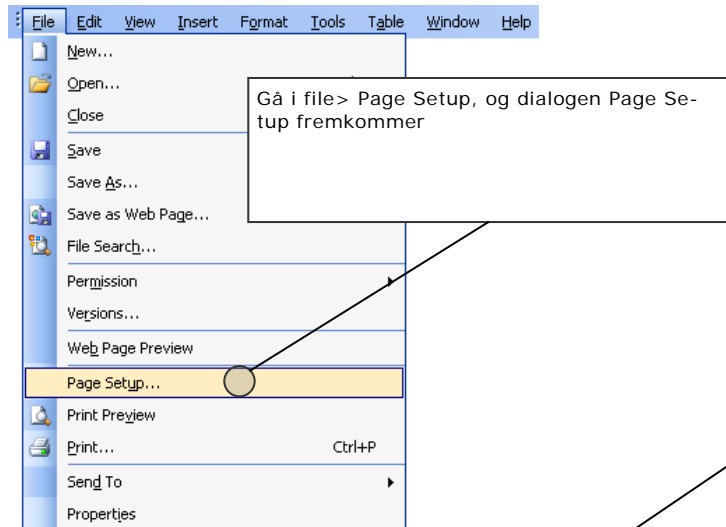 File Edit View Insert Format Tools Table Window Help
New...
Open...
Close
Save
Save As...
Save as Web Page...
File Search...
Permission
Versions...
Web Page Preview
Page Setup...
Print Preview
Print... Ctrl+P
Send To
Properties
Gå i file> Page Setup, og dialogen Page Se-
tup fremkommer